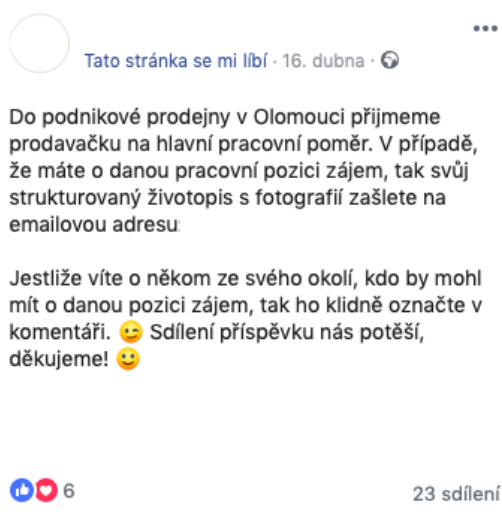 Tato stránka se mi líbí · 16. dubna ·
Do podnikové prodejny v Olomouci přijmeme
prodavačku na hlavní pracovní poměr. V případě,
že máte o danou pracovní pozici zájem, tak svůj
strukturovaný životopis s fotografií zašlete na
emailovou adresu:
Jestliže víte o někom ze svého okolí, kdo by mohl
mít o danou pozici zájem, tak ho klidně označte v
komentáři. 😉 Sdílení příspěvku nás potěší,
děkujeme! 🙂
6
23 sdílení